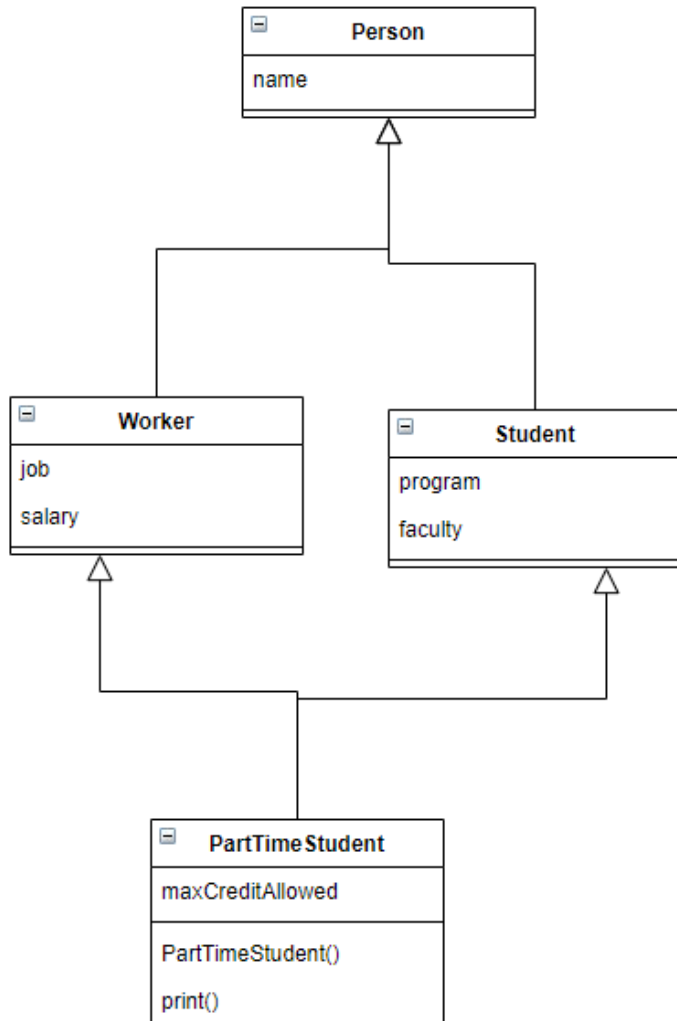 Person
name
Worker
job
salary
Student
program
faculty
PartTimeStudent
maxCreditAllowed
PartTimeStudent()
print()